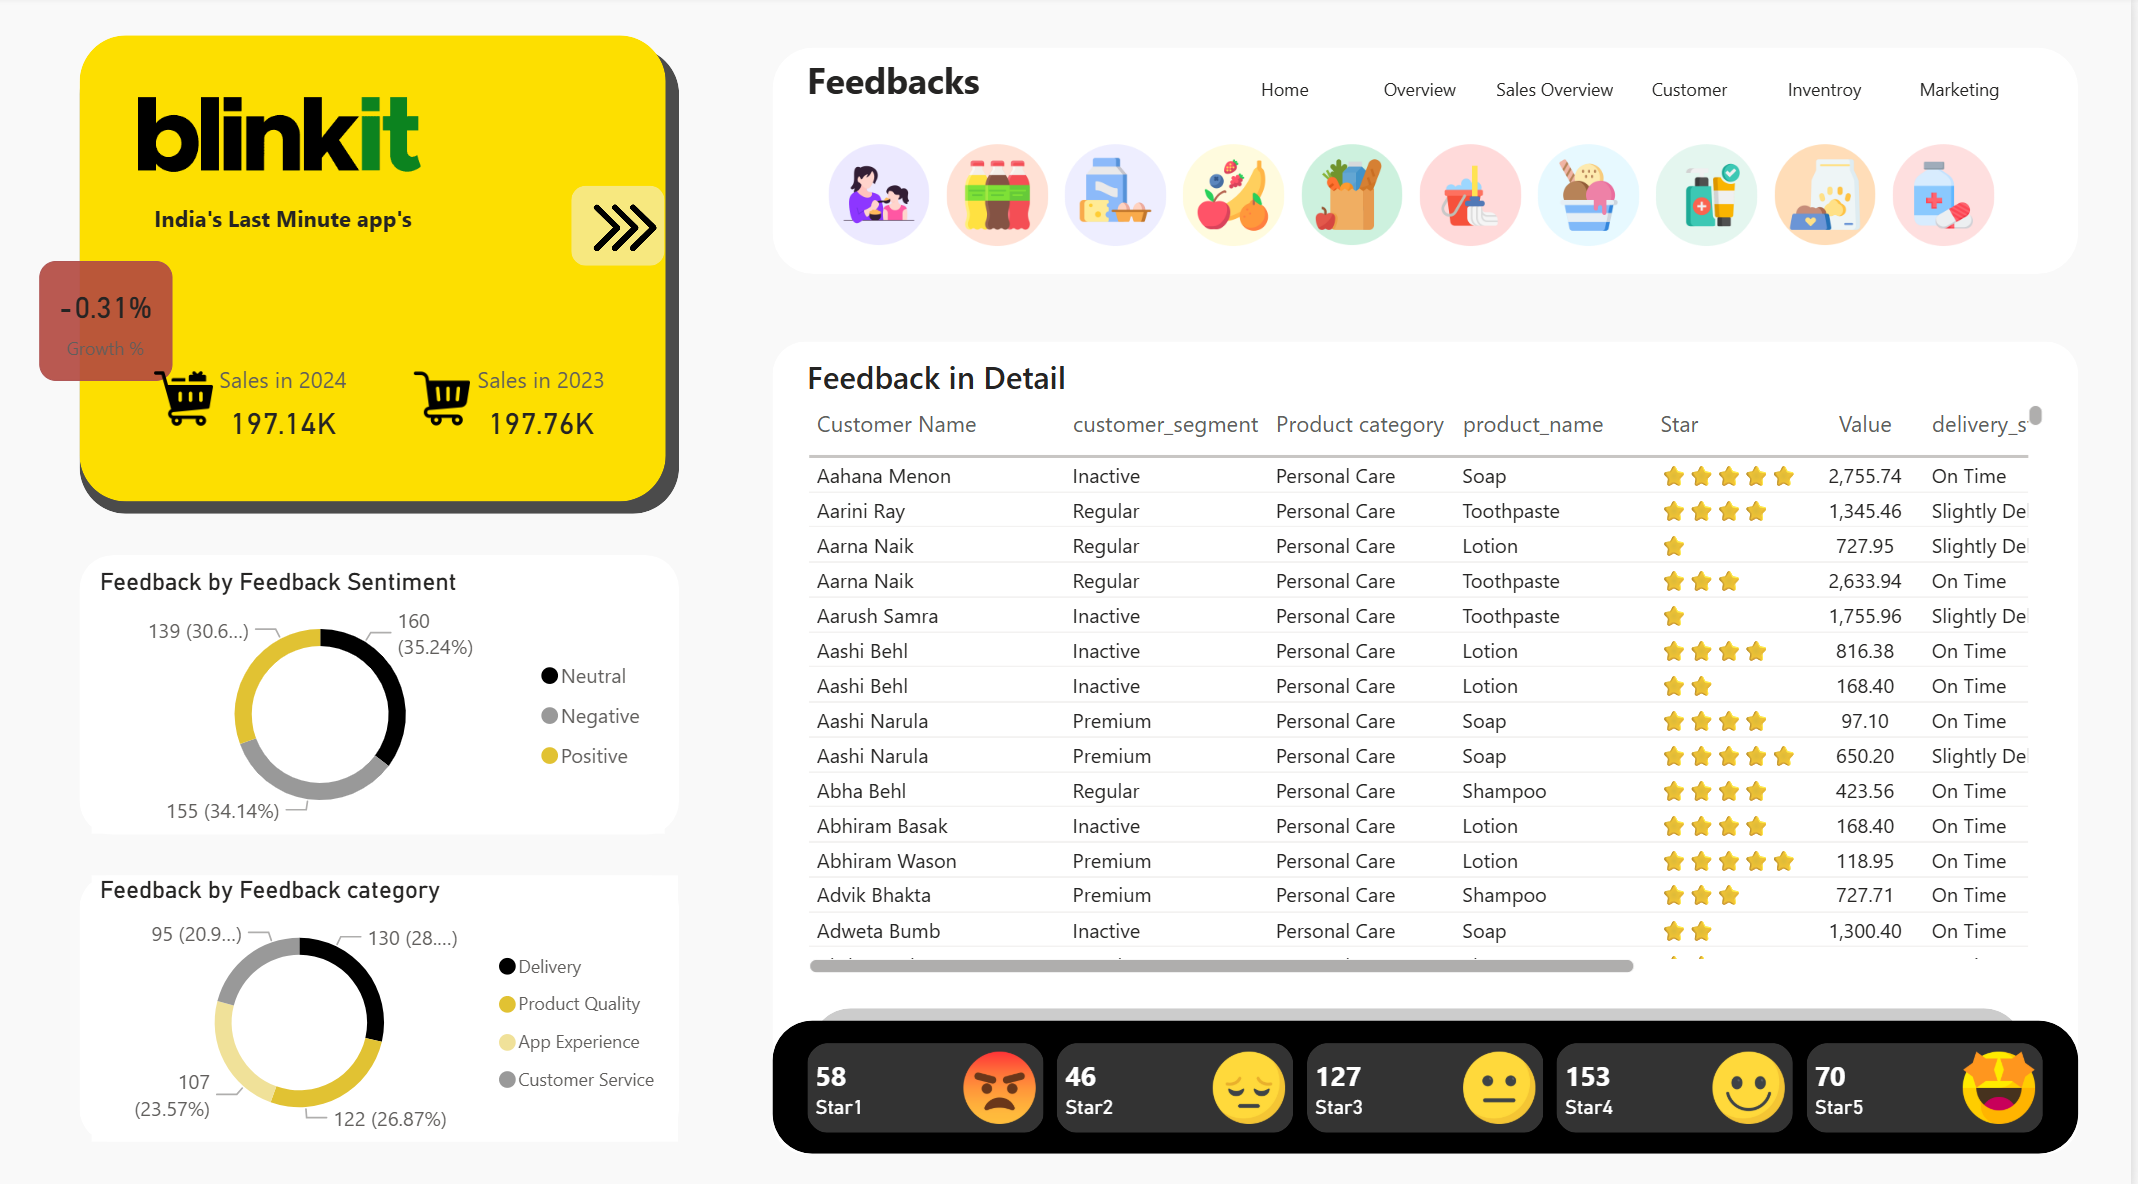 blinkit
India's Last Minute app's
-0.31%
Growth %
Sales in 2024
197.14K
Sales in 2023
197.76K
Feedback by Feedback Sentiment
139 (30.6...)
160
(35.24%)
155 (34.14%)
Neutral
Negative
Positive
Feedback by Feedback category
95 (20.9...)
130 (28....)
107
(23.57%)
122 (26.87%)
Delivery
Product Quality
App Experience
Customer Service
Feedbacks
Home Overview Sales Overview Customer Inventroy Marketing
Feedback in Detail
Customer Name customer_segment Product category product_name Star Value delivery_s
Aahana Menon Inactive Personal Care Soap ⭐⭐⭐⭐⭐ 2,755.74 On Time
Aarini Ray Regular Personal Care Toothpaste ⭐⭐⭐⭐ 1,345.46 Slightly De
Aarna Naik Regular Personal Care Lotion ⭐ 727.95 Slightly De
Aarna Naik Regular Personal Care Toothpaste ⭐⭐⭐ 2,633.94 On Time
Aarush Samra Inactive Personal Care Toothpaste ⭐ 1,755.96 Slightly De
Aashi Behl Inactive Personal Care Lotion ⭐⭐⭐⭐ 816.38 On Time
Aashi Behl Inactive Personal Care Lotion ⭐⭐ 168.40 On Time
Aashi Narula Premium Personal Care Soap ⭐⭐⭐⭐ 97.10 On Time
Aashi Narula Premium Personal Care Soap ⭐⭐⭐⭐⭐ 650.20 Slightly De
Abha Behl Regular Personal Care Shampoo ⭐⭐⭐⭐ 423.56 On Time
Abhiram Basak Inactive Personal Care Lotion ⭐⭐⭐⭐ 168.40 On Time
Abhiram Wason Premium Personal Care Lotion ⭐⭐⭐⭐⭐ 118.95 On Time
Advik Bhakta Premium Personal Care Shampoo ⭐⭐⭐ 727.71 On Time
Adweta Bumb Inactive Personal Care Soap ⭐⭐ 1,300.40 On Time
58
Star1
46
Star2
127
Star3
153
Star4
70
Star5